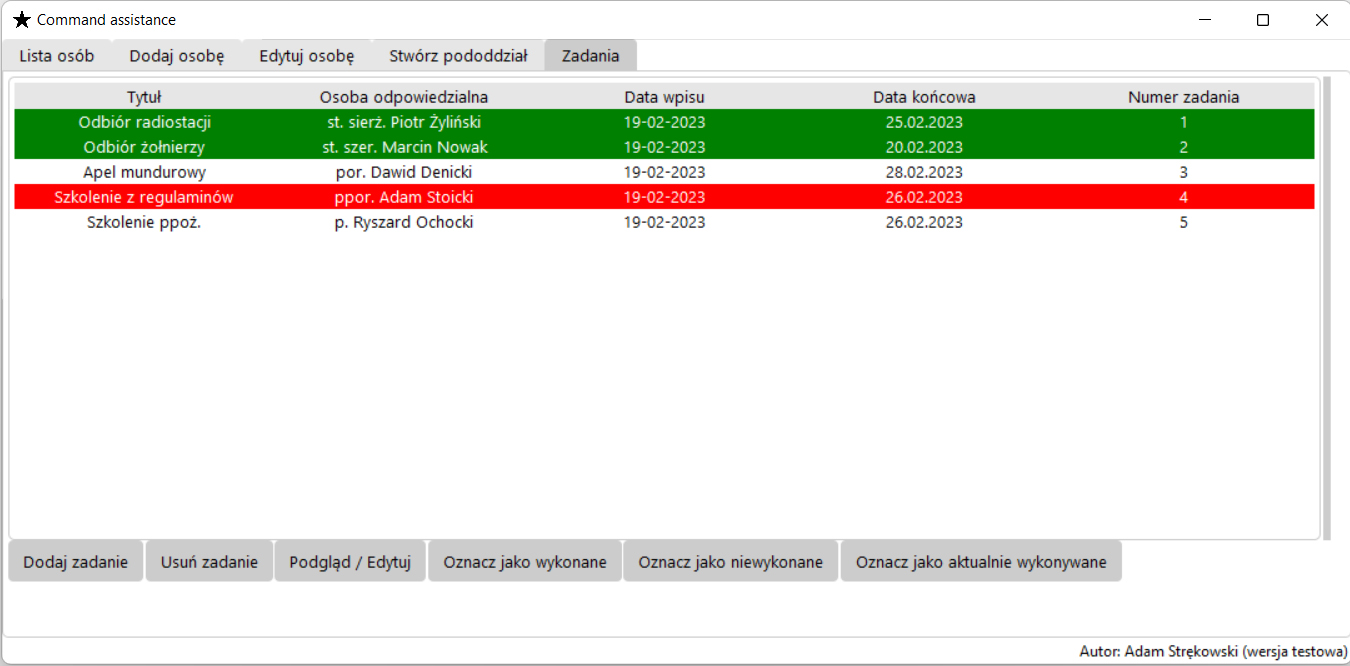 Command assistance
Lista osób Dodaj osobę Edytuj osobę Stwórz pododdział Zadania
Tytuł Osoba odpowiedzialna Data wpisu Data końcowa Numer zadania
Odbiór radiostacji st. sierż. Piotr Żyliński 19-02-2023 25.02.2023 1
Odbiór żołnierzy st. szer. Marcin Nowak 19-02-2023 20.02.2023 2
Apel mundurowy por. Dawid Denicki 19-02-2023 28.02.2023 3
Szkolenie z regulaminów ppor. Adam Stoicki 19-02-2023 26.02.2023 4
Szkolenie ppoż. p. Ryszard Ochocki 19-02-2023 26.02.2023 5
Dodaj zadanie Usuń zadanie Podgląd / Edytuj Oznacz jako wykonane Oznacz jako niewykonane Oznacz jako aktualnie wykonywane
Autor: Adam Strękowski (wersja testowa)